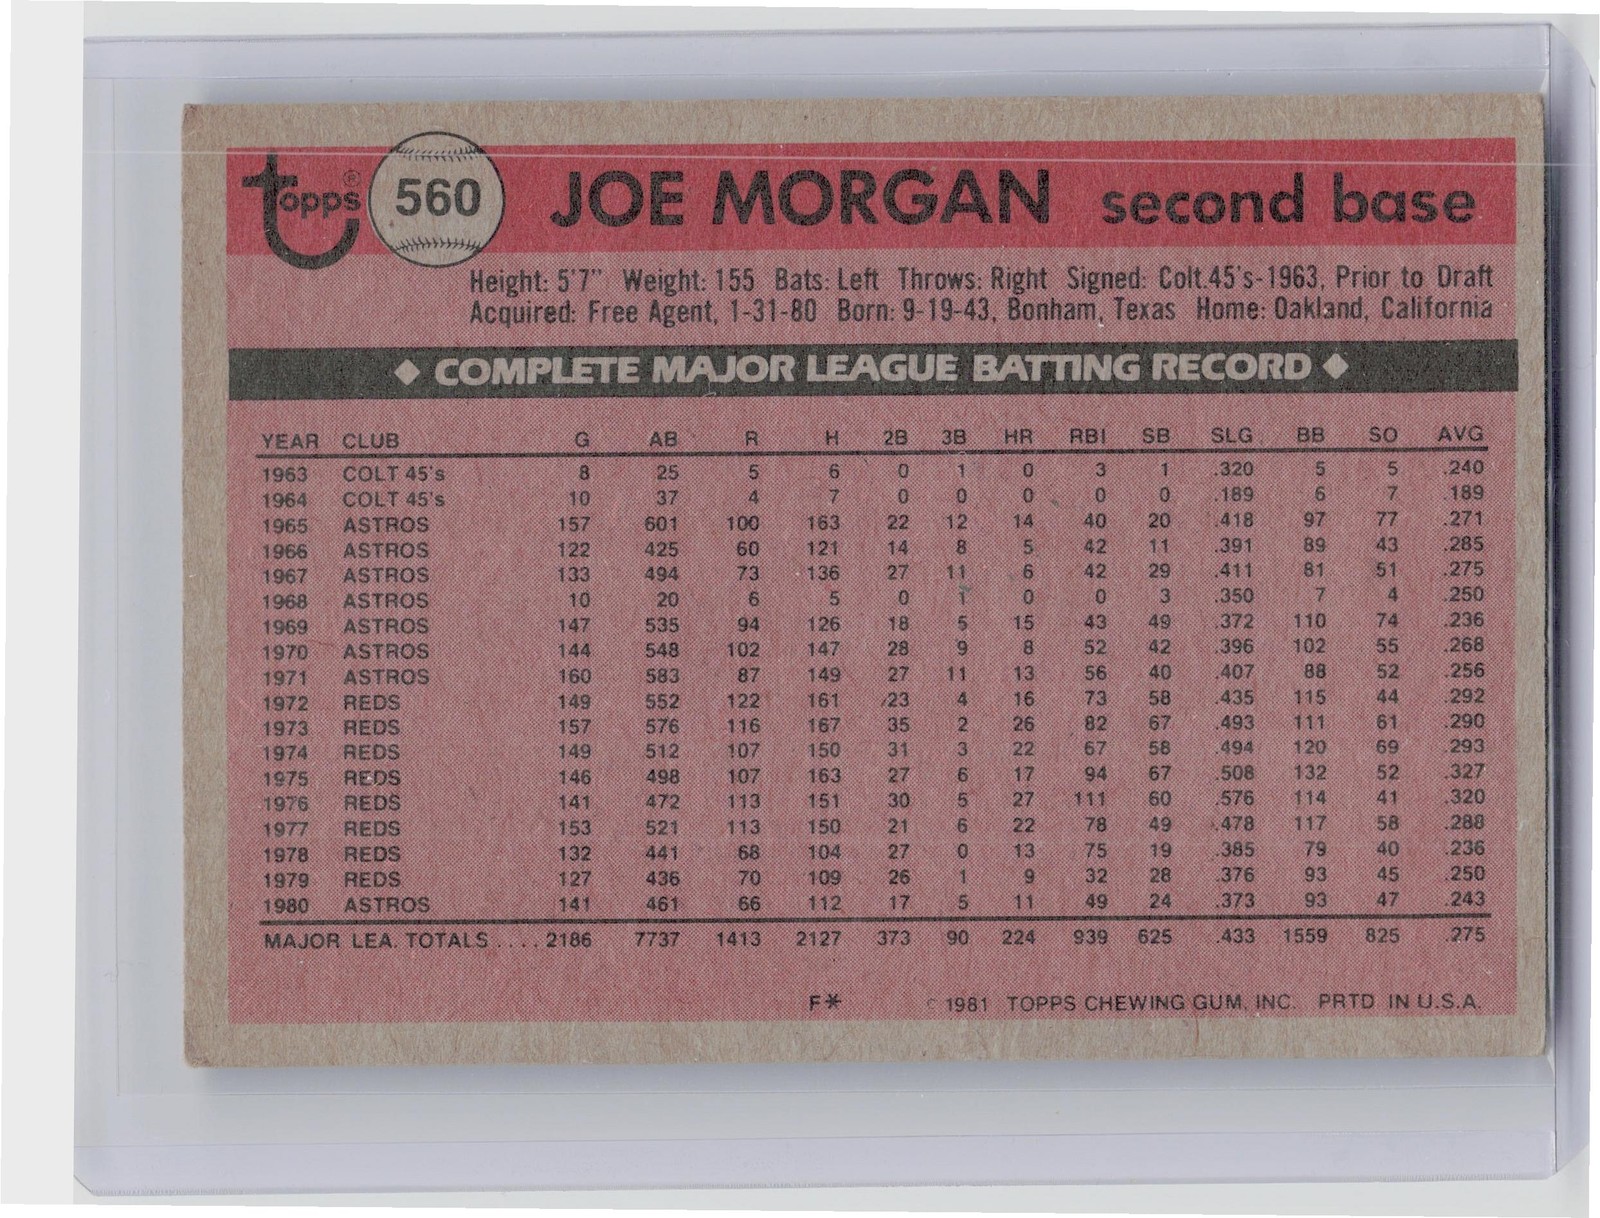 topps® 560 JOE MORGAN second base
Height: 5'7" Weight: 155 Bats: Left Throws: Right Signed: Colt.45's-1963, Prior to Draft
Acquired: Free Agent, 1-31-80 Born: 9-19-43, Bonham, Texas Home: Oakland, California
◆ COMPLETE MAJOR LEAGUE BATTING RECORD ◆
YEAR CLUB G AB R H 2B 3B HR RBI SB SLG BB SO AVG
1963 COLT 45's 8 25 5 6 0 1 0 3 1 .320 5 5 .240
1964 COLT 45's 10 37 4 7 0 0 0 0 0 .189 6 7 .189
1965 ASTROS 157 601 100 163 22 12 14 40 20 .418 97 77 .271
1966 ASTROS 122 425 60 121 14 8 5 42 11 .391 89 43 .285
1967 ASTROS 133 494 73 136 27 11 6 42 29 .411 81 51 .275
1968 ASTROS 10 20 6 5 0 1 0 0 3 .350 7 4 .250
1969 ASTROS 147 535 94 126 18 5 15 43 49 .372 110 74 .236
1970 ASTROS 144 548 102 147 28 9 8 52 42 .396 102 55 .268
1971 ASTROS 160 583 87 149 27 11 13 56 40 .407 88 52 .256
1972 REDS 149 552 122 161 23 4 16 73 58 .435 115 44 .292
1973 REDS 157 576 116 167 35 2 26 82 67 .493 111 61 .290
1974 REDS 149 512 107 150 31 3 22 67 58 .494 120 69 .293
1975 REDS 146 498 107 163 27 6 17 94 67 .508 132 52 .327
1976 REDS 141 472 113 151 30 5 27 111 60 .576 114 41 .320
1977 REDS 153 521 113 150 21 6 22 78 49 .478 117 58 .288
1978 REDS 132 441 68 104 27 0 13 75 19 .385 79 40 .236
1979 REDS 127 436 70 109 26 1 9 32 28 .376 93 45 .250
1980 ASTROS 141 461 66 112 17 5 11 49 24 .373 93 47 .243
MAJOR LEA. TOTALS .... 2186 7737 1413 2127 373 90 224 939 625 .433 1559 825 .275
F* © 1981 TOPPS CHEWING GUM, INC. PRTD IN U.S.A.